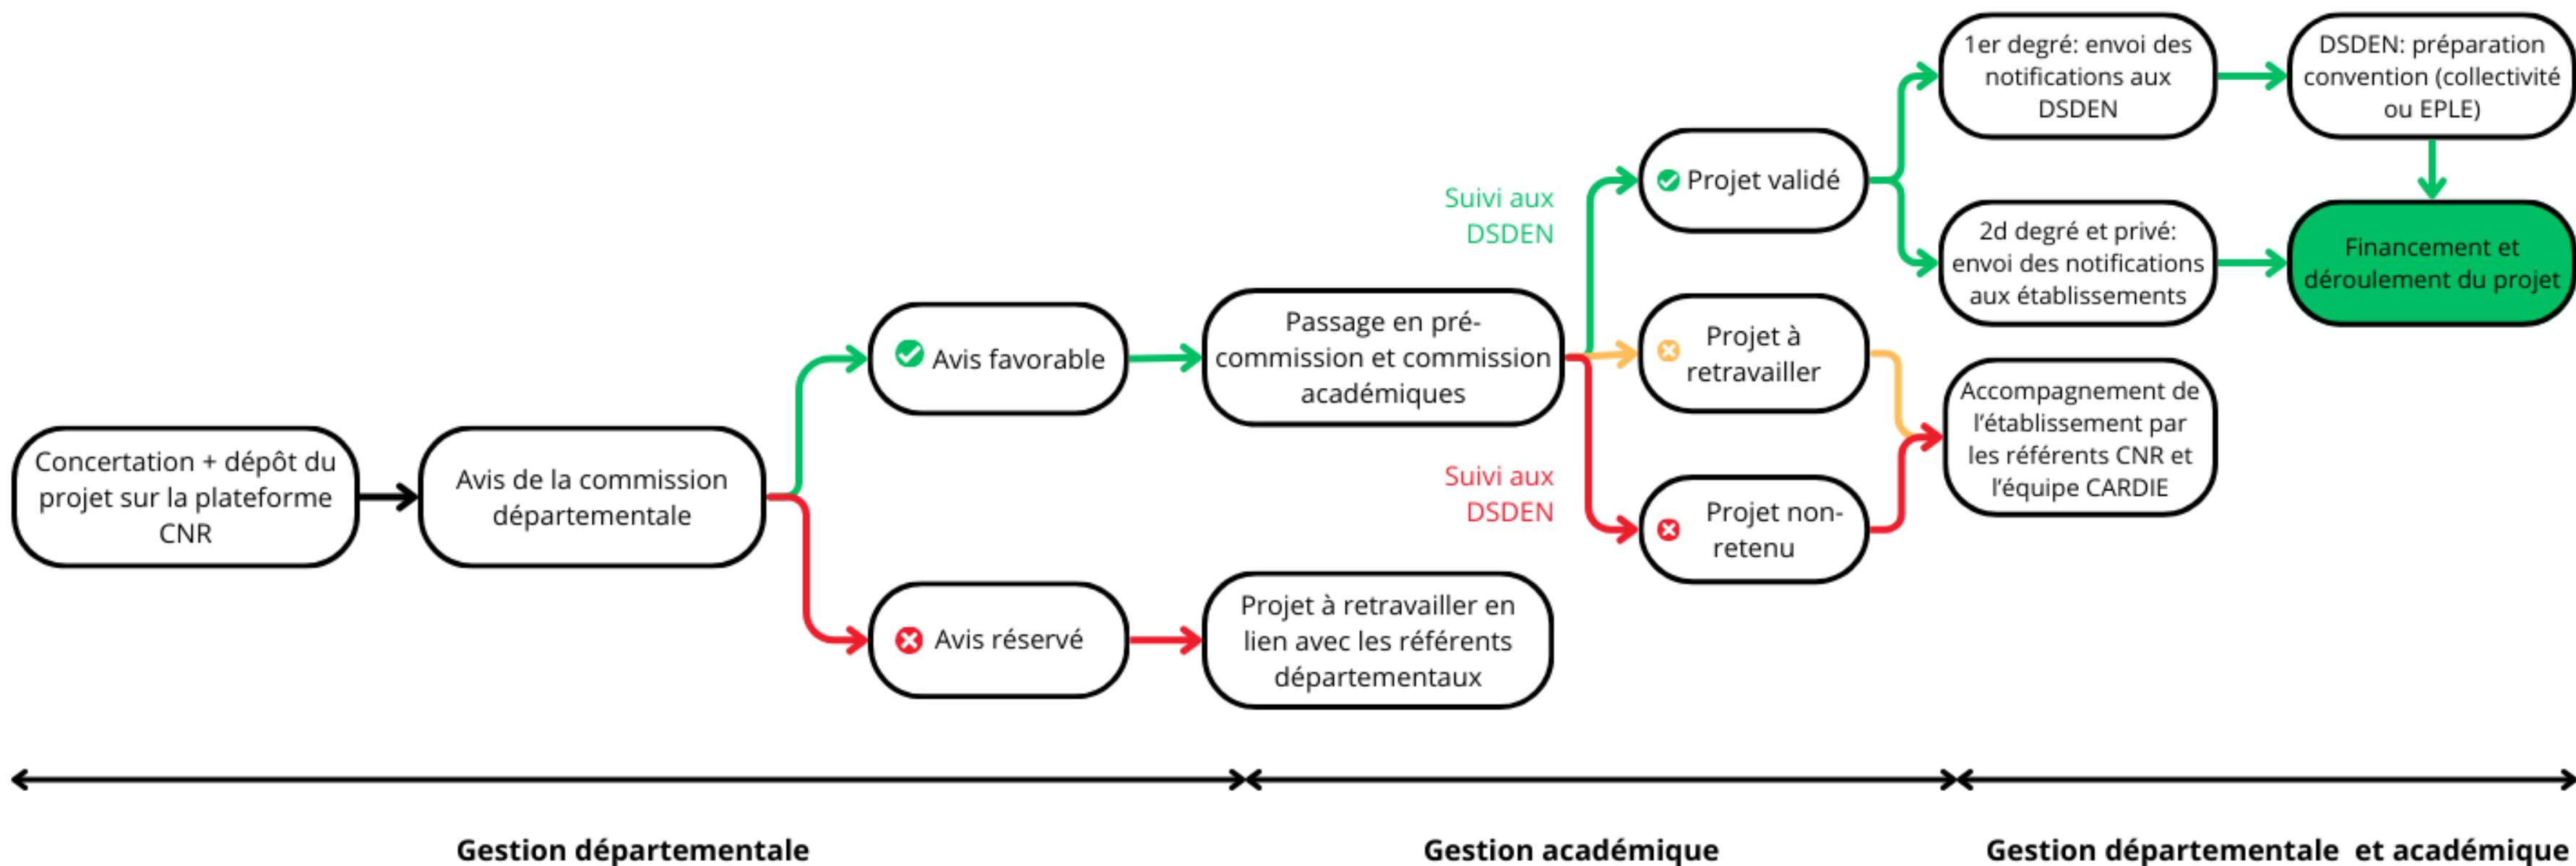 Concertation + dépôt du
projet sur la plateforme
CNR
Avis de la commission
départementale
Avis favorable
Avis réservé
Passage en pré-
commission et commission
académiques
Projet à retravailler en
lien avec les référents
départementaux
Suivi aux
DSDEN
Suivi aux
DSDEN
Projet validé
Projet à
retravailler
Projet non-
retenu
1er degré: envoi des
notifications aux
DSDEN
2d degré et privé:
envoi des notifications
aux établissements
Accompagnement de
l'établissement par
les référents CNR et
l'équipe CARDIE
DSDEN: préparation
convention (collectivité
ou EPLE)
Financement et
déroulement du projet
Gestion départementale
Gestion académique
Gestion départementale et académique